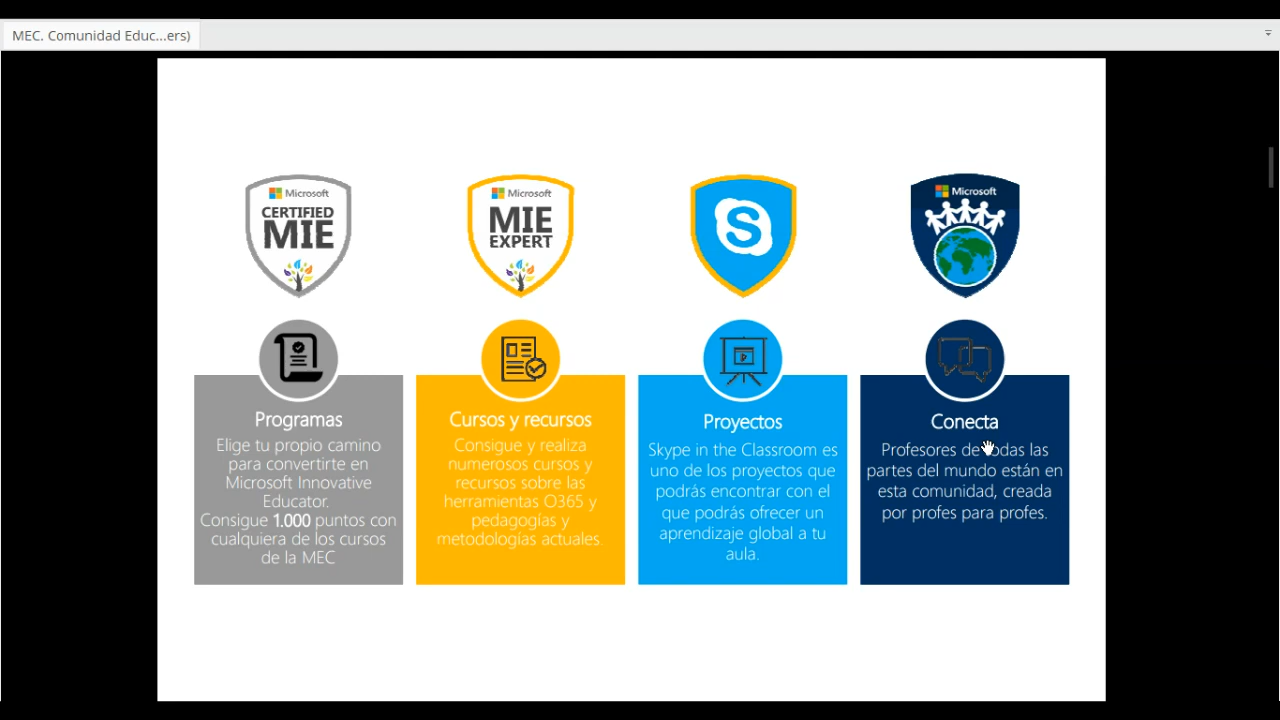 MEC. Comunidad Educ...ers)
Microsoft
CERTIFIED
MIE
Microsoft
MIE
EXPERT
S
Microsoft
Programas
Elige tu propio camino
para convertirte en
Microsoft Innovative
Educator.
Consigue 1.000 puntos con
cualquiera de los cursos
de la MEC
Cursos y recursos
Consigue y realiza
numerosos cursos y
recursos sobre las
herramientas O365 y
pedagogías y
metodologías actuales.
Proyectos
Skype in the Classroom es
uno de los proyectos que
podrás encontrar con el
que podrás ofrecer un
aprendizaje global a tu
aula.
Conecta
Profesores de las
partes del mundo están en
esta comunidad, creada
por profes para profes.